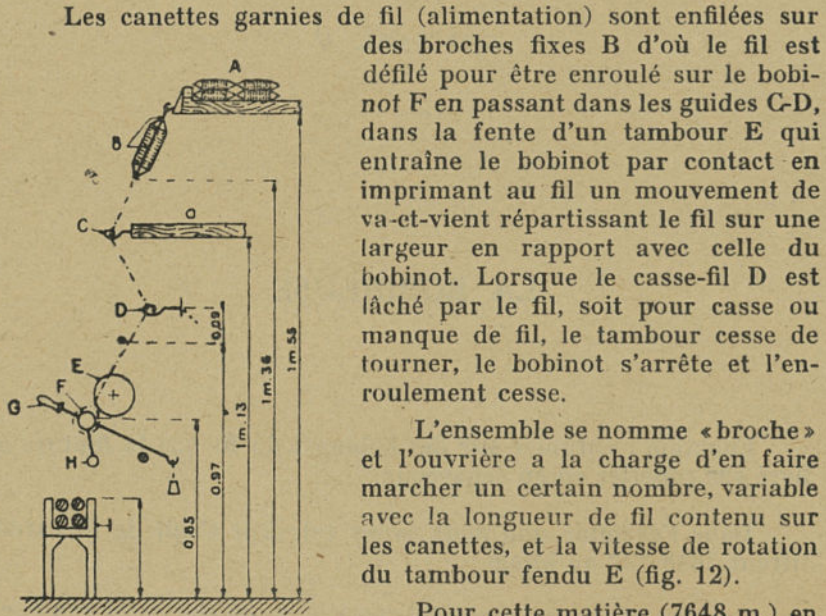 Les canettes garnies de fil (alimentation) sont enfilées sur
des broches fixes B d'où le fil est
défilé pour être enroulé sur le bobi-
not F en passant dans les guides C-D,
dans la fente d'un tambour E qui
entraîne le bobinot par contact en
imprimant au fil un mouvement de
va-et-vient répartissant le fil sur une
largeur en rapport avec celle du
bobinot. Lorsque le casse-fil D est
lâché par le fil, soit pour casse ou
manque de fil, le tambour cesse de
tourner, le bobinot s'arrête et l'en-
roulement cesse.
L'ensemble se nomme «broche»
et l'ouvrière a la charge d'en faire
marcher un certain nombre, variable
avec la longueur de fil contenu sur
les canettes, et la vitesse de rotation
du tambour fendu E (fig. 12).
Pour cette matière (7648 m.) en
A
B
C
a
D
E
F
G
H
0,09
0,97
0,85
1m.13
1m.36
1m.55